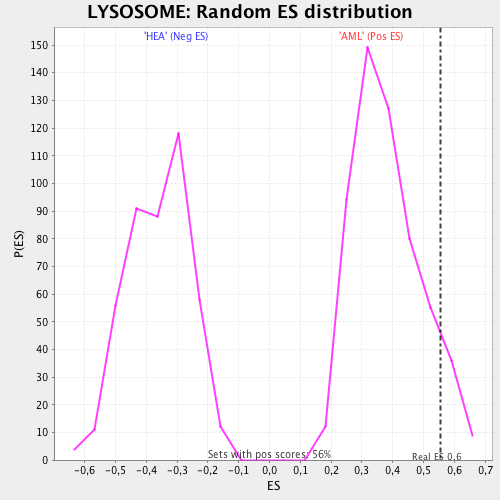 LYSOSOME: Random ES distribution
'HEA' (Neg ES) 'AML' (Pos ES)
150
140
130
120
110
100
90
80
70
60
50
40
30
20
10
0
P(ES)
Sets with pos scores: 56%
Real ES 0,6
-0,6 -0,5 -0,4 -0,3 -0,2 -0,1 0,0 0,1 0,2 0,3 0,4 0,5 0,6 0,7
ES